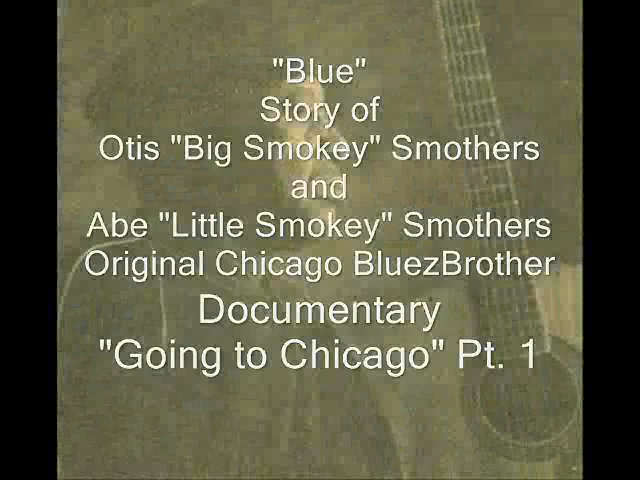 "Blue"
Story of
Otis "Big Smokey" Smothers
and
Abe "Little Smokey" Smothers
Original Chicago BluezBrother
Documentary
"Going to Chicago" Pt. 1